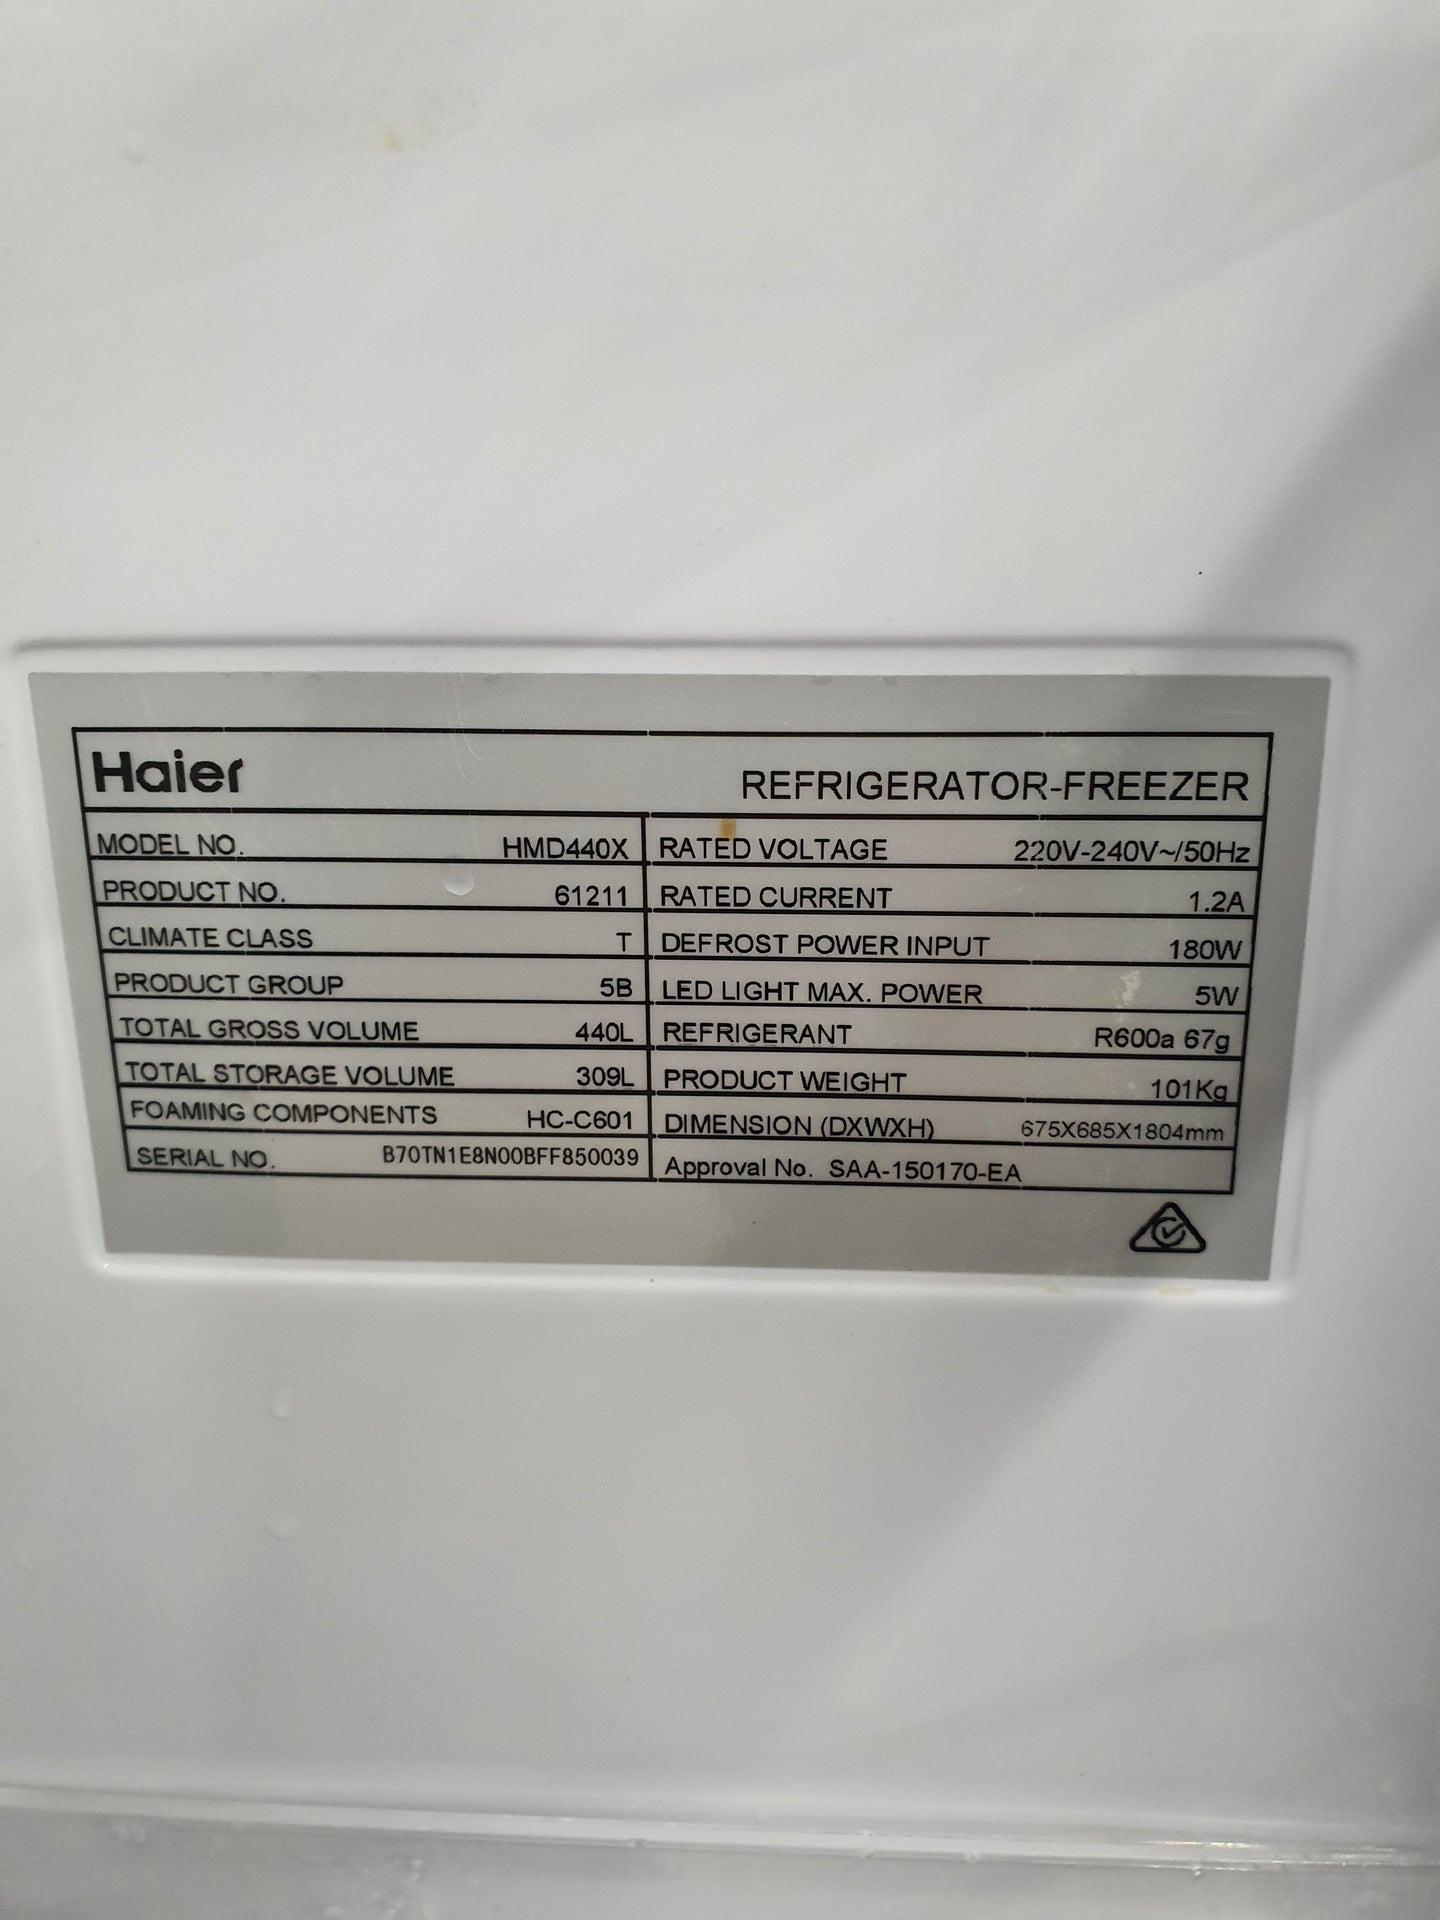 Haier
REFRIGERATOR-FREEZER
MODEL NO. HMD440X
RATED VOLTAGE 220V-240V~/50Hz
PRODUCT NO. 61211
RATED CURRENT 1.2A
CLIMATE CLASS T
DEFROST POWER INPUT 180W
PRODUCT GROUP 5B
LED LIGHT MAX. POWER 5W
TOTAL GROSS VOLUME 440L
REFRIGERANT R600a 67g
TOTAL STORAGE VOLUME 309L
PRODUCT WEIGHT 101Kg
FOAMING COMPONENTS HC-C601
DIMENSION (DXWXH) 675X685X1804mm
SERIAL NO. B70TN1E8N00BFF850039
Approval No. SAA-150170-EA